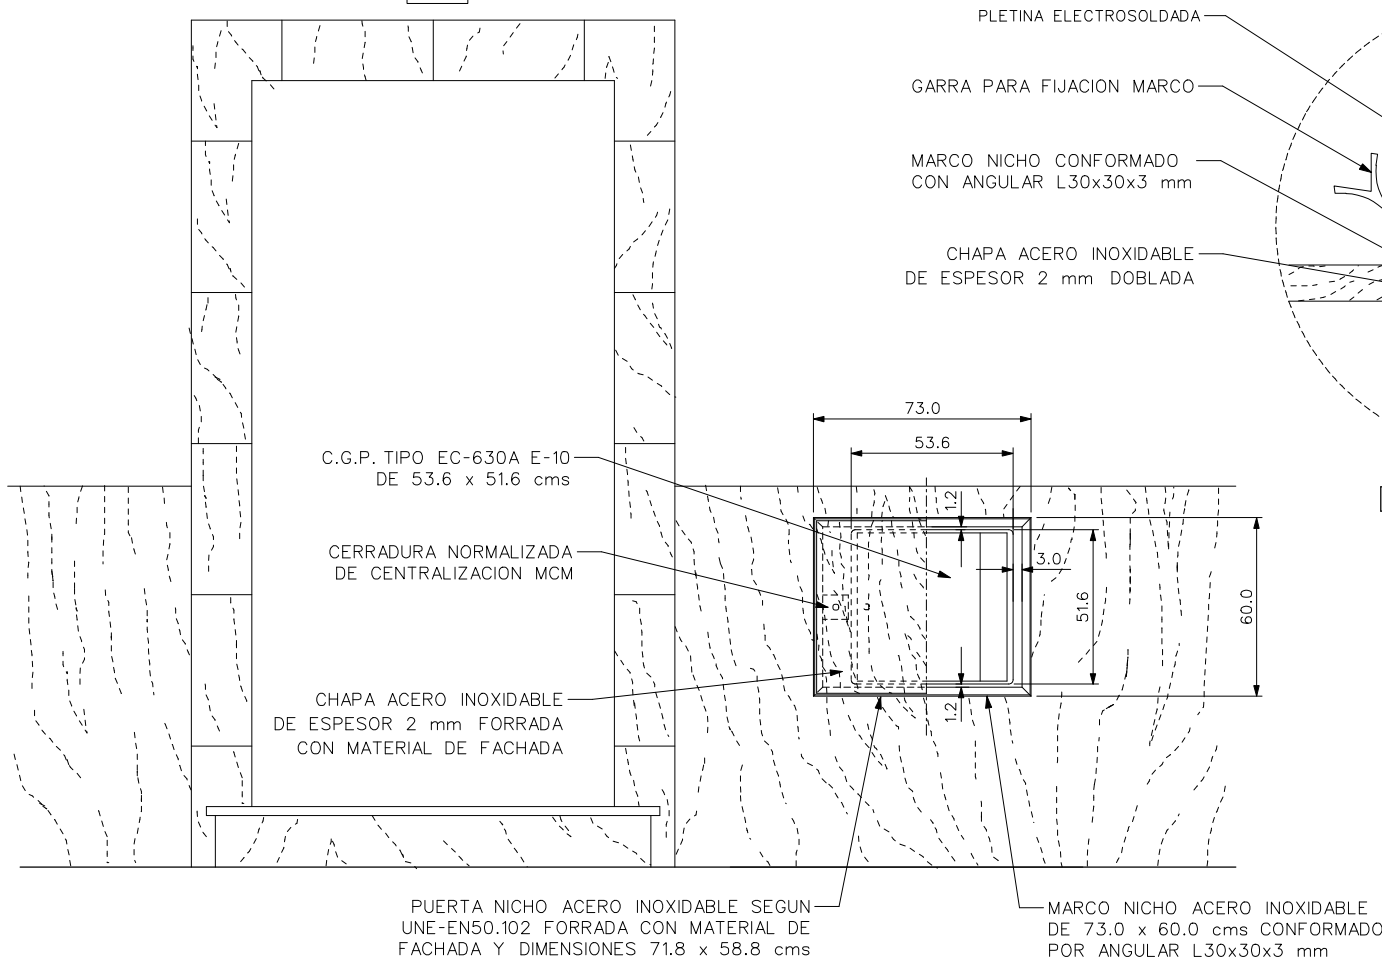 PLETINA ELECTROSOLDADA
GARRA PARA FIJACION MARCO
MARCO NICHO CONFORMADO
CON ANGULAR L30x30x3 mm
CHAPA ACERO INOXIDABLE
DE ESPESOR 2 mm DOBLADA
73.0
53.6
C.G.P. TIPO EC-630A E-10
DE 53.6 x 51.6 cms
1.2
CERRADURA NORMALIZADA
DE CENTRALIZACION MCM
3.0
51.6
60.0
CHAPA ACERO INOXIDABLE
DE ESPESOR 2 mm FORRADA
CON MATERIAL DE FACHADA
1.2
PUERTA NICHO ACERO INOXIDABLE SEGUN
UNE-EN50.102 FORRADA CON MATERIAL DE
FACHADA Y DIMENSIONES 71.8 x 58.8 cms
MARCO NICHO ACERO INOXIDABLE
DE 73.0 x 60.0 cms CONFORMADO
POR ANGULAR L30x30x3 mm